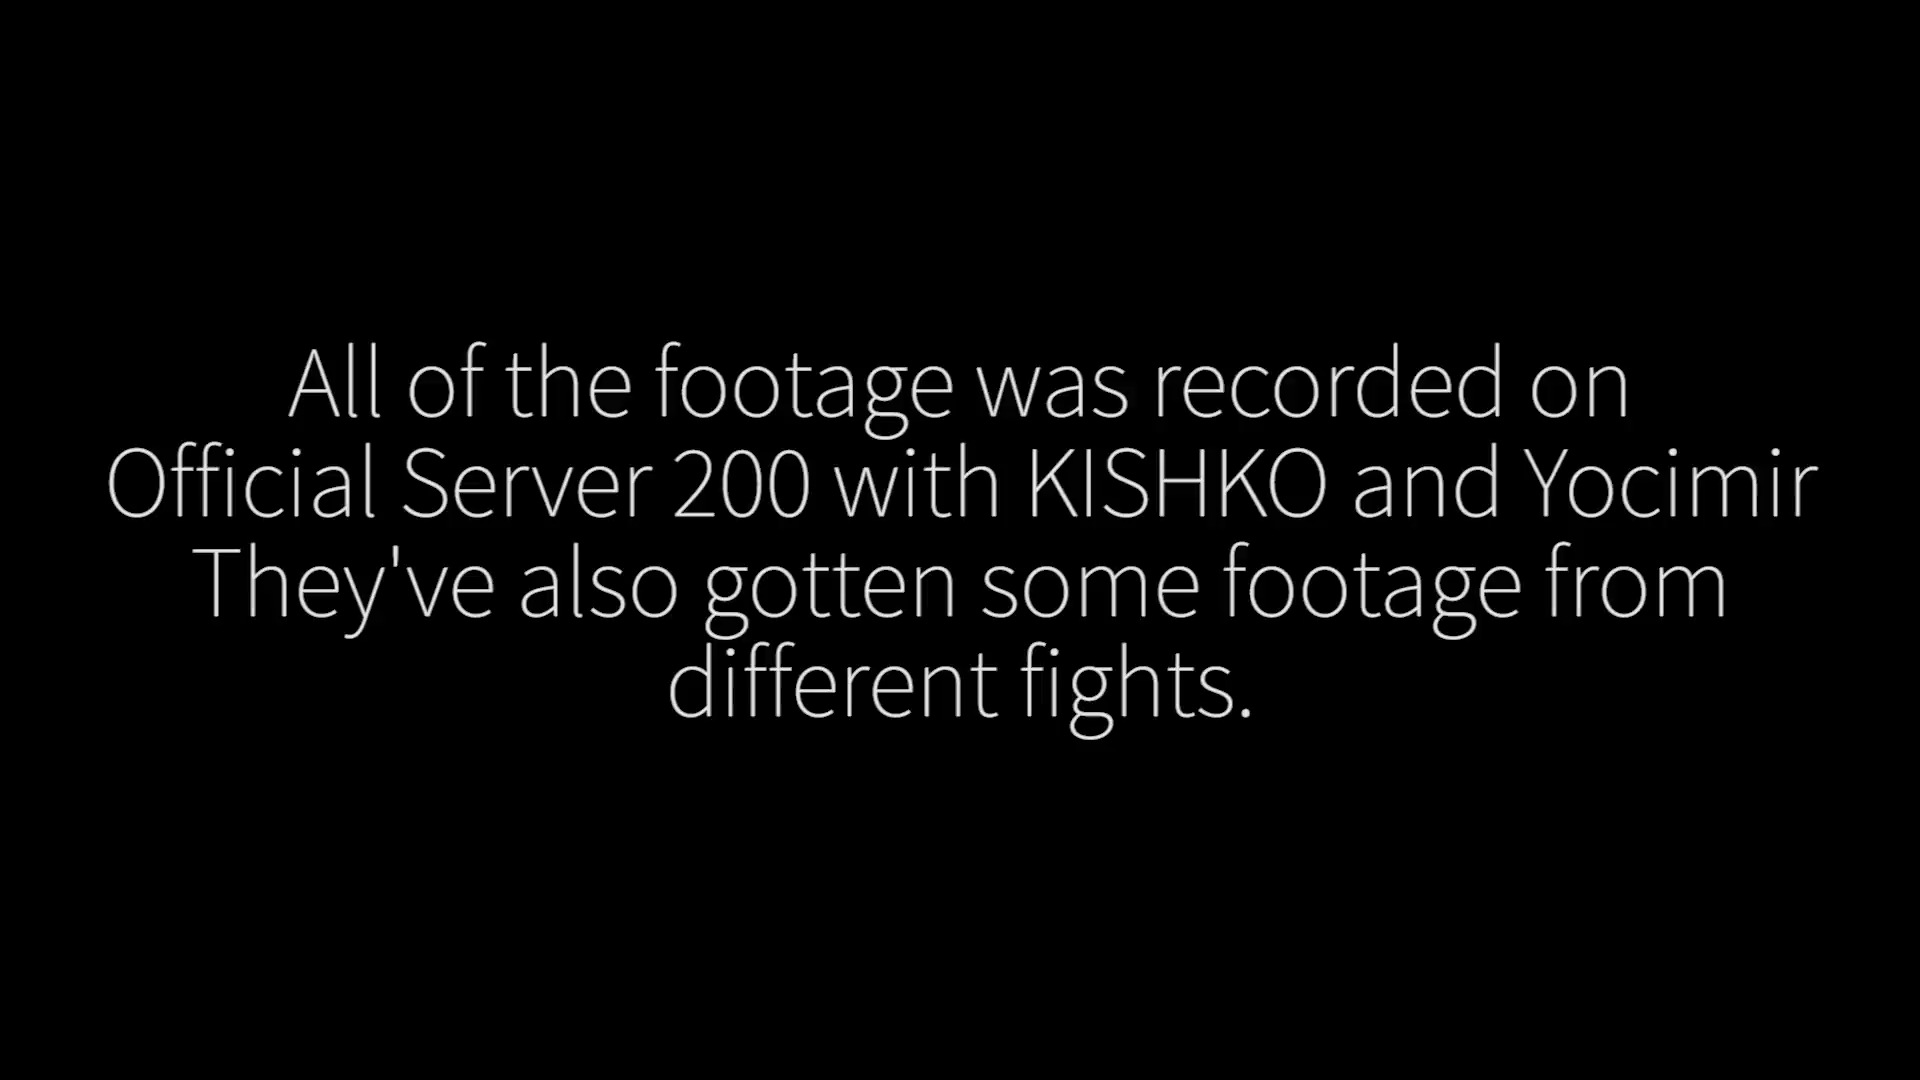 All of the footage was recorded on
Official Server 200 with KISHKO and Yocimir
They've also gotten some footage from
different fights.